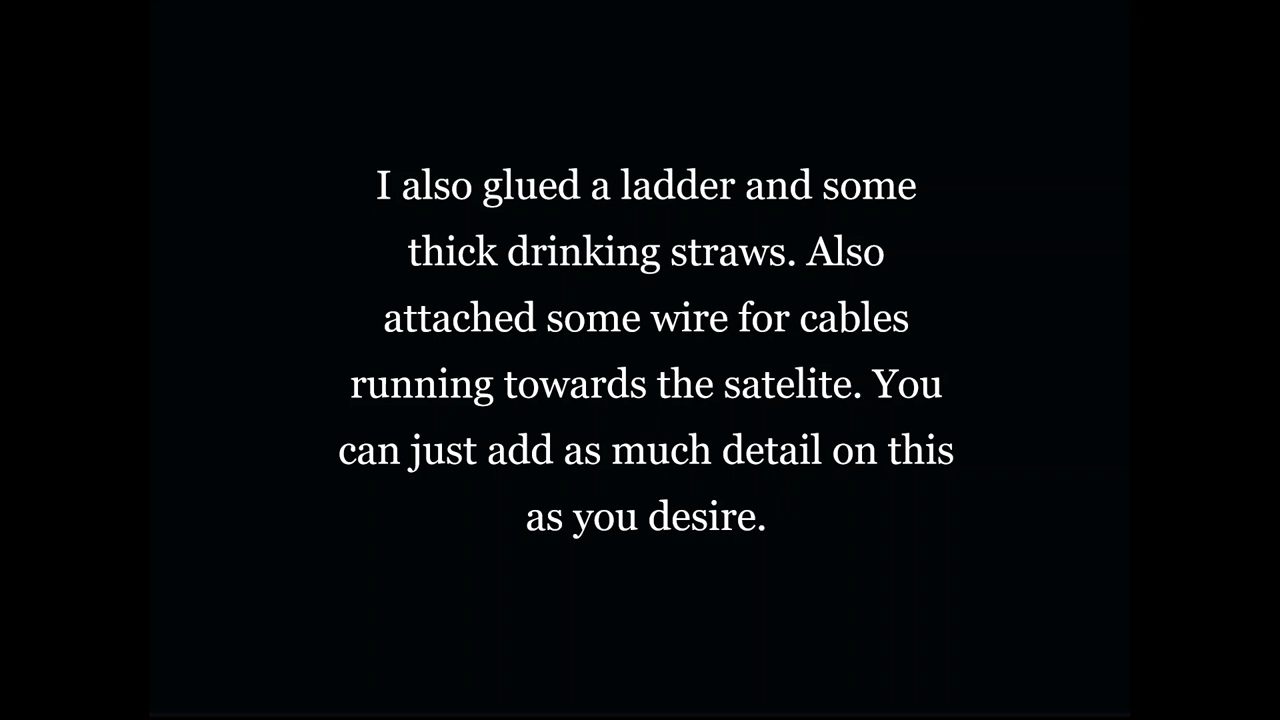 I also glued a ladder and some
thick drinking straws. Also
attached some wire for cables
running towards the satelite. You
can just add as much detail on this
as you desire.